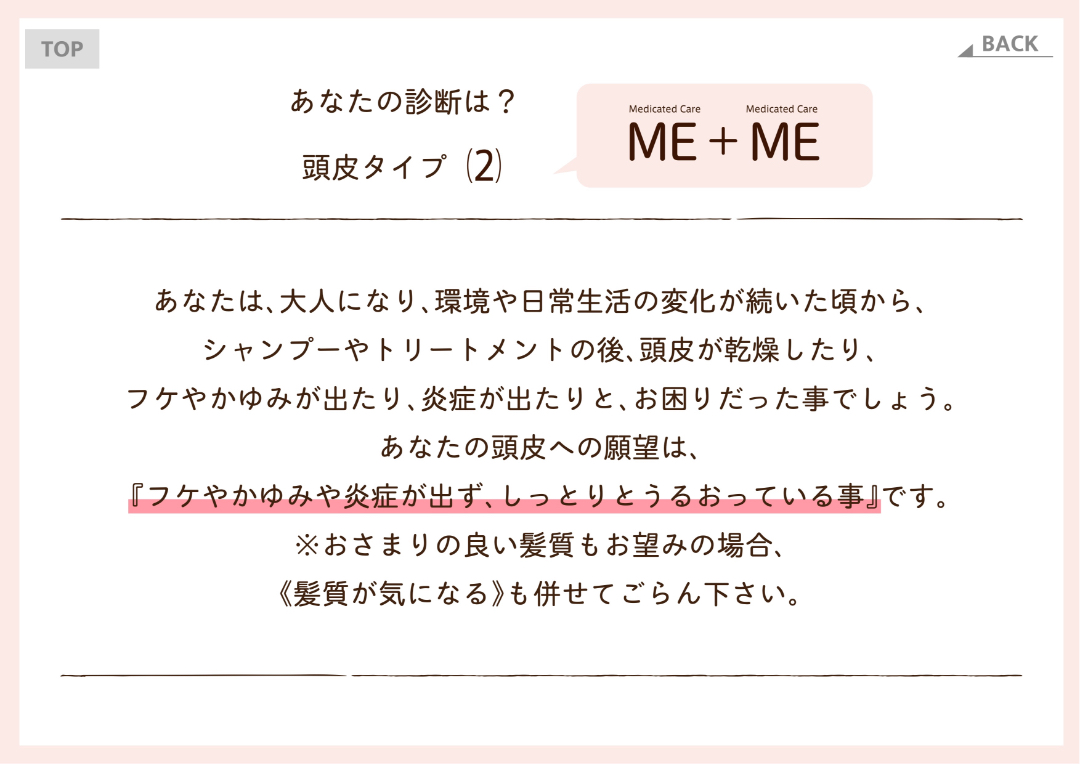 TOP
BACK
あなたの診断は？
頭皮タイプ (2)
Medicated Care Medicated Care
ME + ME
あなたは、大人になり、環境や日常生活の変化が続いた頃から、
シャンプーやトリートメントの後、頭皮が乾燥したり、
フケやかゆみが出たり、炎症が出たりと、お困りだった事でしょう。
あなたの頭皮への願望は、
『フケやかゆみや炎症が出ず、しっとりとうるおっている事』です。
※おさまりの良い髪質もお望みの場合、
《髪質が気になる》も併せてごらん下さい。